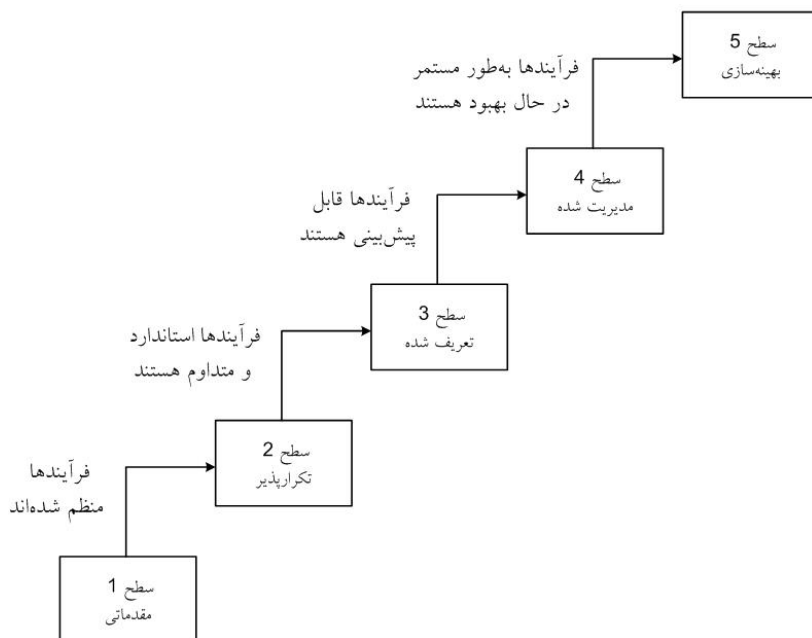 سطح 5
بهینه‌سازی
فرآیندها به‌طور مستمر
در حال بهبود هستند
سطح 4
مدیریت شده
فرآیندها قابل
پیش‌بینی هستند
سطح 3
تعریف شده
فرآیندها استاندارد
و متداوم هستند
سطح 2
تکرارپذیر
فرآیندها
منظم شده‌اند
سطح 1
مقدماتی